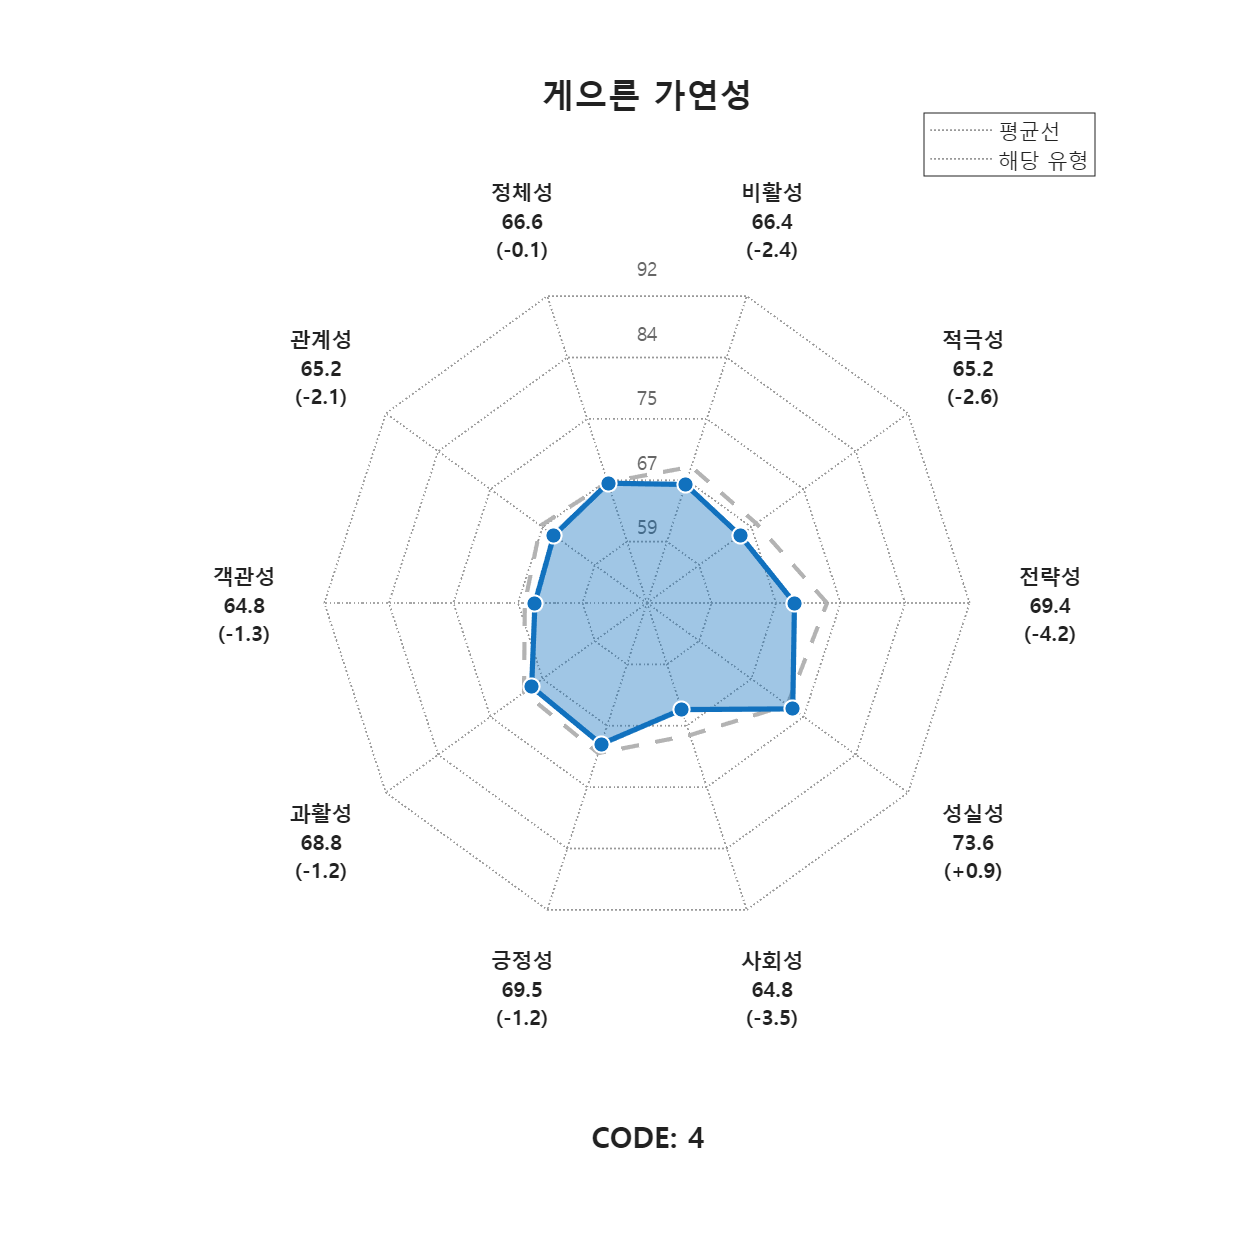 게으른 가연성
평균선
해당 유형
정체성
66.6
(-0.1)
비활성
66.4
(-2.4)
92
84
75
67
59
관계성
65.2
(-2.1)
적극성
65.2
(-2.6)
객관성
64.8
(-1.3)
전략성
69.4
(-4.2)
과활성
68.8
(-1.2)
성실성
73.6
(+0.9)
긍정성
69.5
(-1.2)
사회성
64.8
(-3.5)
CODE: 4